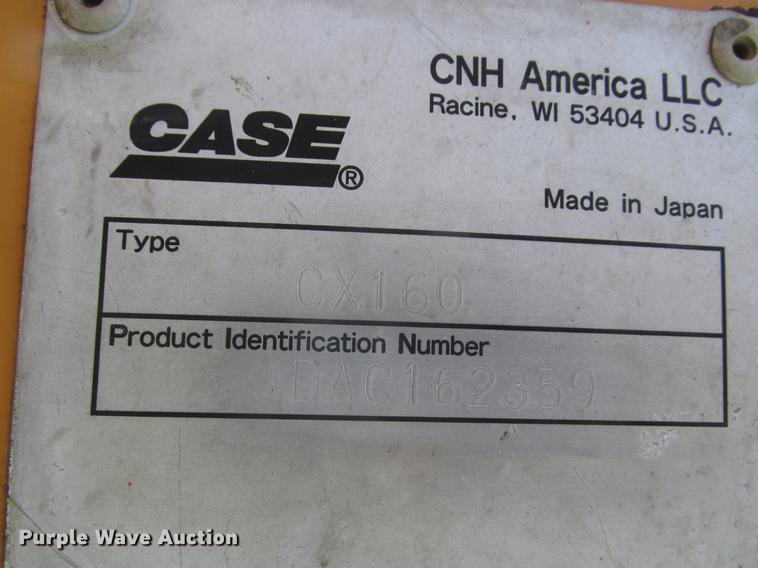 CNH America LLC
Racine, WI 53404 U.S.A.
CASE®
Made in Japan
Type
CX160
Product Identification Number
DAC162359
Purple Wave Auction